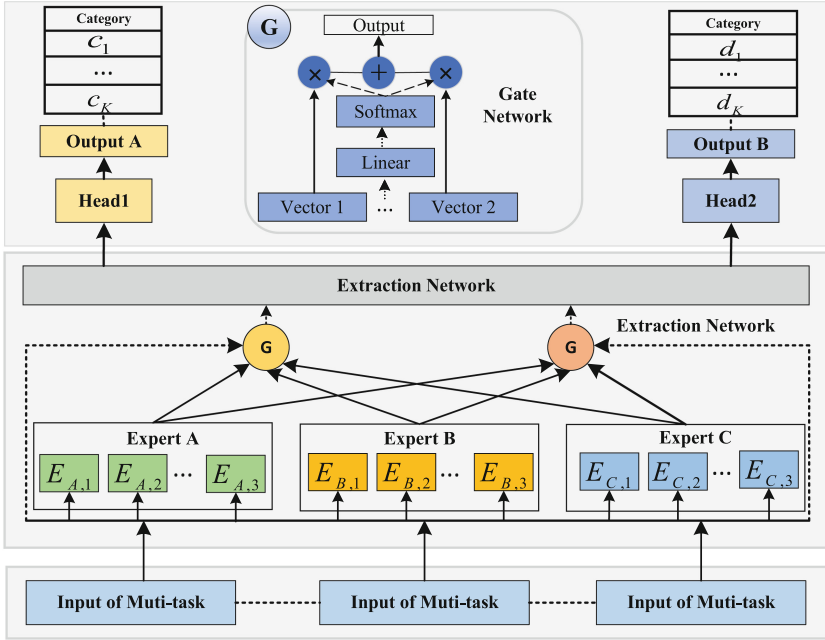 Category
c1
...
cK
Output A
Head1
G
Output
×
+
×
Softmax
Gate
Network
Linear
Vector 1
...
Vector 2
Category
d1
...
dK
Output B
Head2
Extraction Network
Extraction Network
G
G
Expert A
EA,1
EA,2
...
EA,3
Expert B
EB,1
EB,2
...
EB,3
Expert C
EC,1
EC,2
...
EC,3
Input of Muti-task
Input of Muti-task
Input of Muti-task